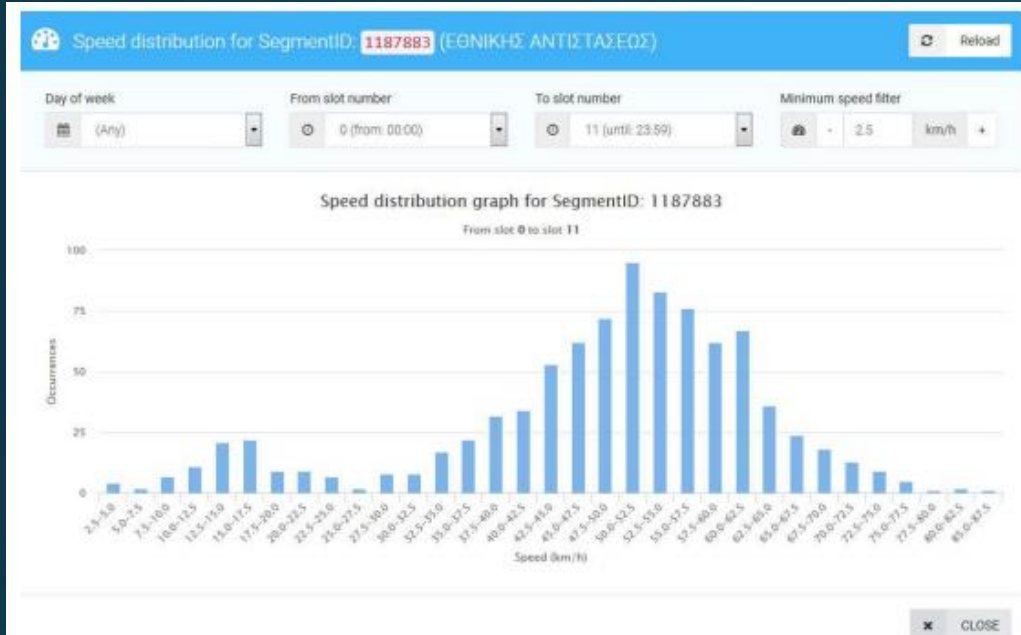 Speed distribution for SegmentID: 1187883 (ΕΘΝΙΚΗΣ ΑΝΤΙΣΤΑΣΕΩΣ)
Reload
Day of week
From slot number
To slot number
Minimum speed filter
(Any)
0 (from: 00:00)
11 (until: 23:59)
- 2.5 km/h +
Speed distribution graph for SegmentID: 1187883
From slot 0 to slot 11
Occurrences
100
75
50
25
0
2.5-5.0
5.0-7.5
7.5-10.0
10.0-12.5
12.5-15.0
15.0-17.5
17.5-20.0
20.0-22.5
22.5-25.0
25.0-27.5
27.5-30.0
30.0-32.5
32.5-35.0
35.0-37.5
37.5-40.0
40.0-42.5
42.5-45.0
45.0-47.5
47.5-50.0
50.0-52.5
52.5-55.0
55.0-57.5
57.5-60.0
60.0-62.5
62.5-65.0
65.0-67.5
67.5-70.0
70.0-72.5
72.5-75.0
75.0-77.5
77.5-80.0
80.0-82.5
85.0-87.5
Speed (km/h)
CLOSE